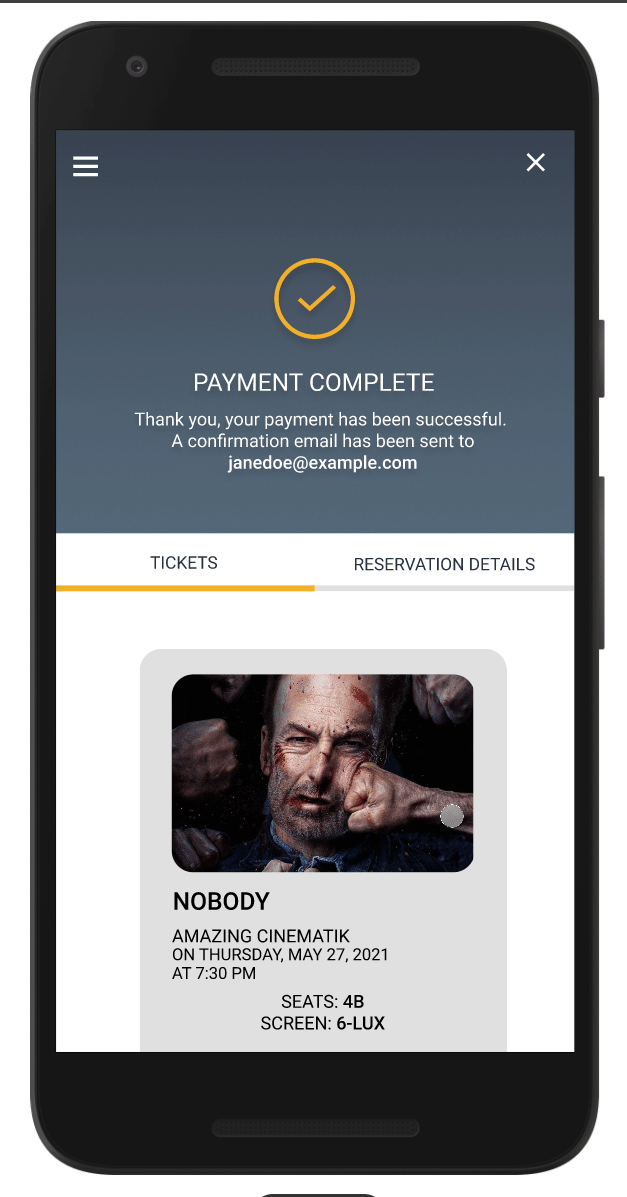 PAYMENT COMPLETE
Thank you, your payment has been successful.
A confirmation email has been sent to
janedoe@example.com
TICKETS
RESERVATION DETAILS
NOBODY
AMAZING CINEMATIK
ON THURSDAY, MAY 27, 2021
AT 7:30 PM
SEATS: 4B
SCREEN: 6-LUX